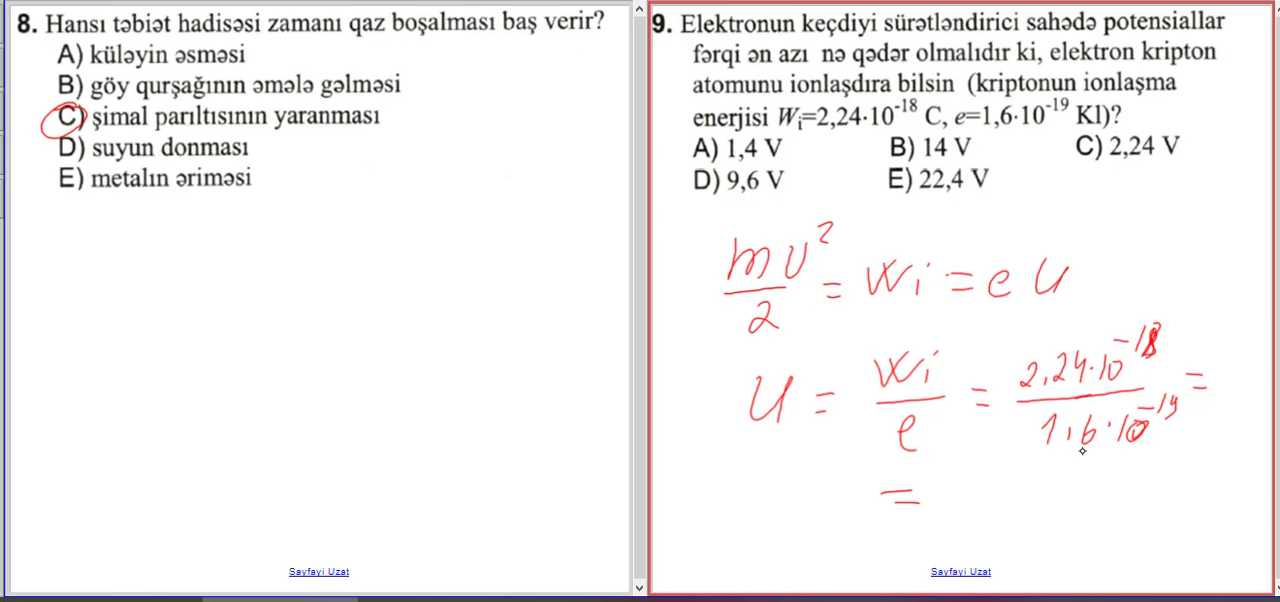 8. Hansı təbiət hadisəsi zamanı qaz boşalması baş verir?
A) küləyin əsməsi
B) göy qurşağının əmələ gəlməsi
C) şimal parıltısının yaranması
D) suyun donması
E) metalın əriməsi
Sayfayi Uzat
9. Elektronun keçdiyi sürətləndirici sahədə potensiallar
fərqi ən azı nə qədər olmalıdır ki, elektron kripton
atomunu ionlaşdıra bilsin (kriptonun ionlaşma
enerjisi Wᵢ=2,24·10⁻¹⁸ C, e=1,6·10⁻¹⁹ Kl)?
A) 1,4 V B) 14 V C) 2,24 V
D) 9,6 V E) 22,4 V
mv²/2 = Wi = eU
U = Wi/e = 2,24·10⁻¹⁸/1,6·10⁻¹⁹ =
=
Sayfayi Uzat